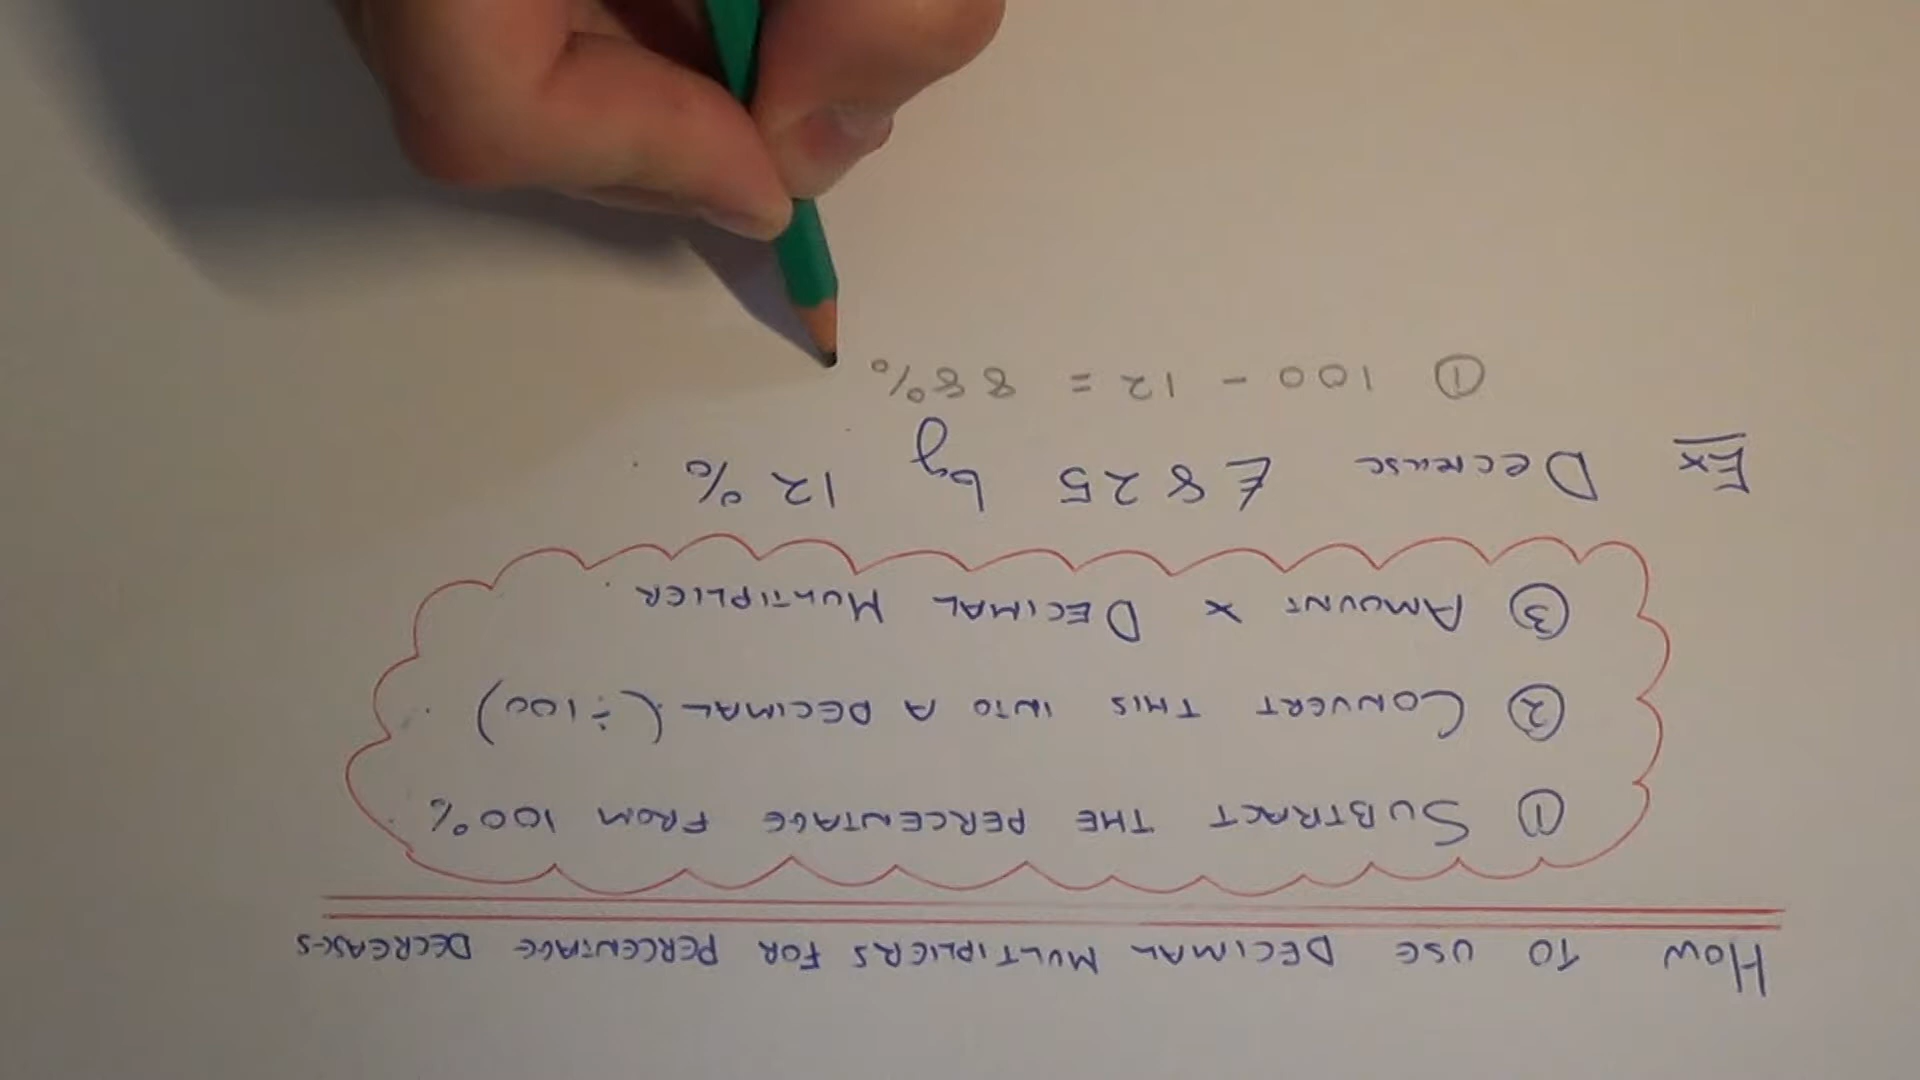 HOW TO USE DECIMAL MULTIPLIERS FOR PERCENTAGE DECREASES
① SUBTRACT THE PERCENTAGE FROM 100%
② CONVERT THIS INTO A DECIMAL (÷100)
③ AMOUNT × DECIMAL MULTIPLIER
Ex Decrease £825 by 12%
① 100 - 12 = 88%